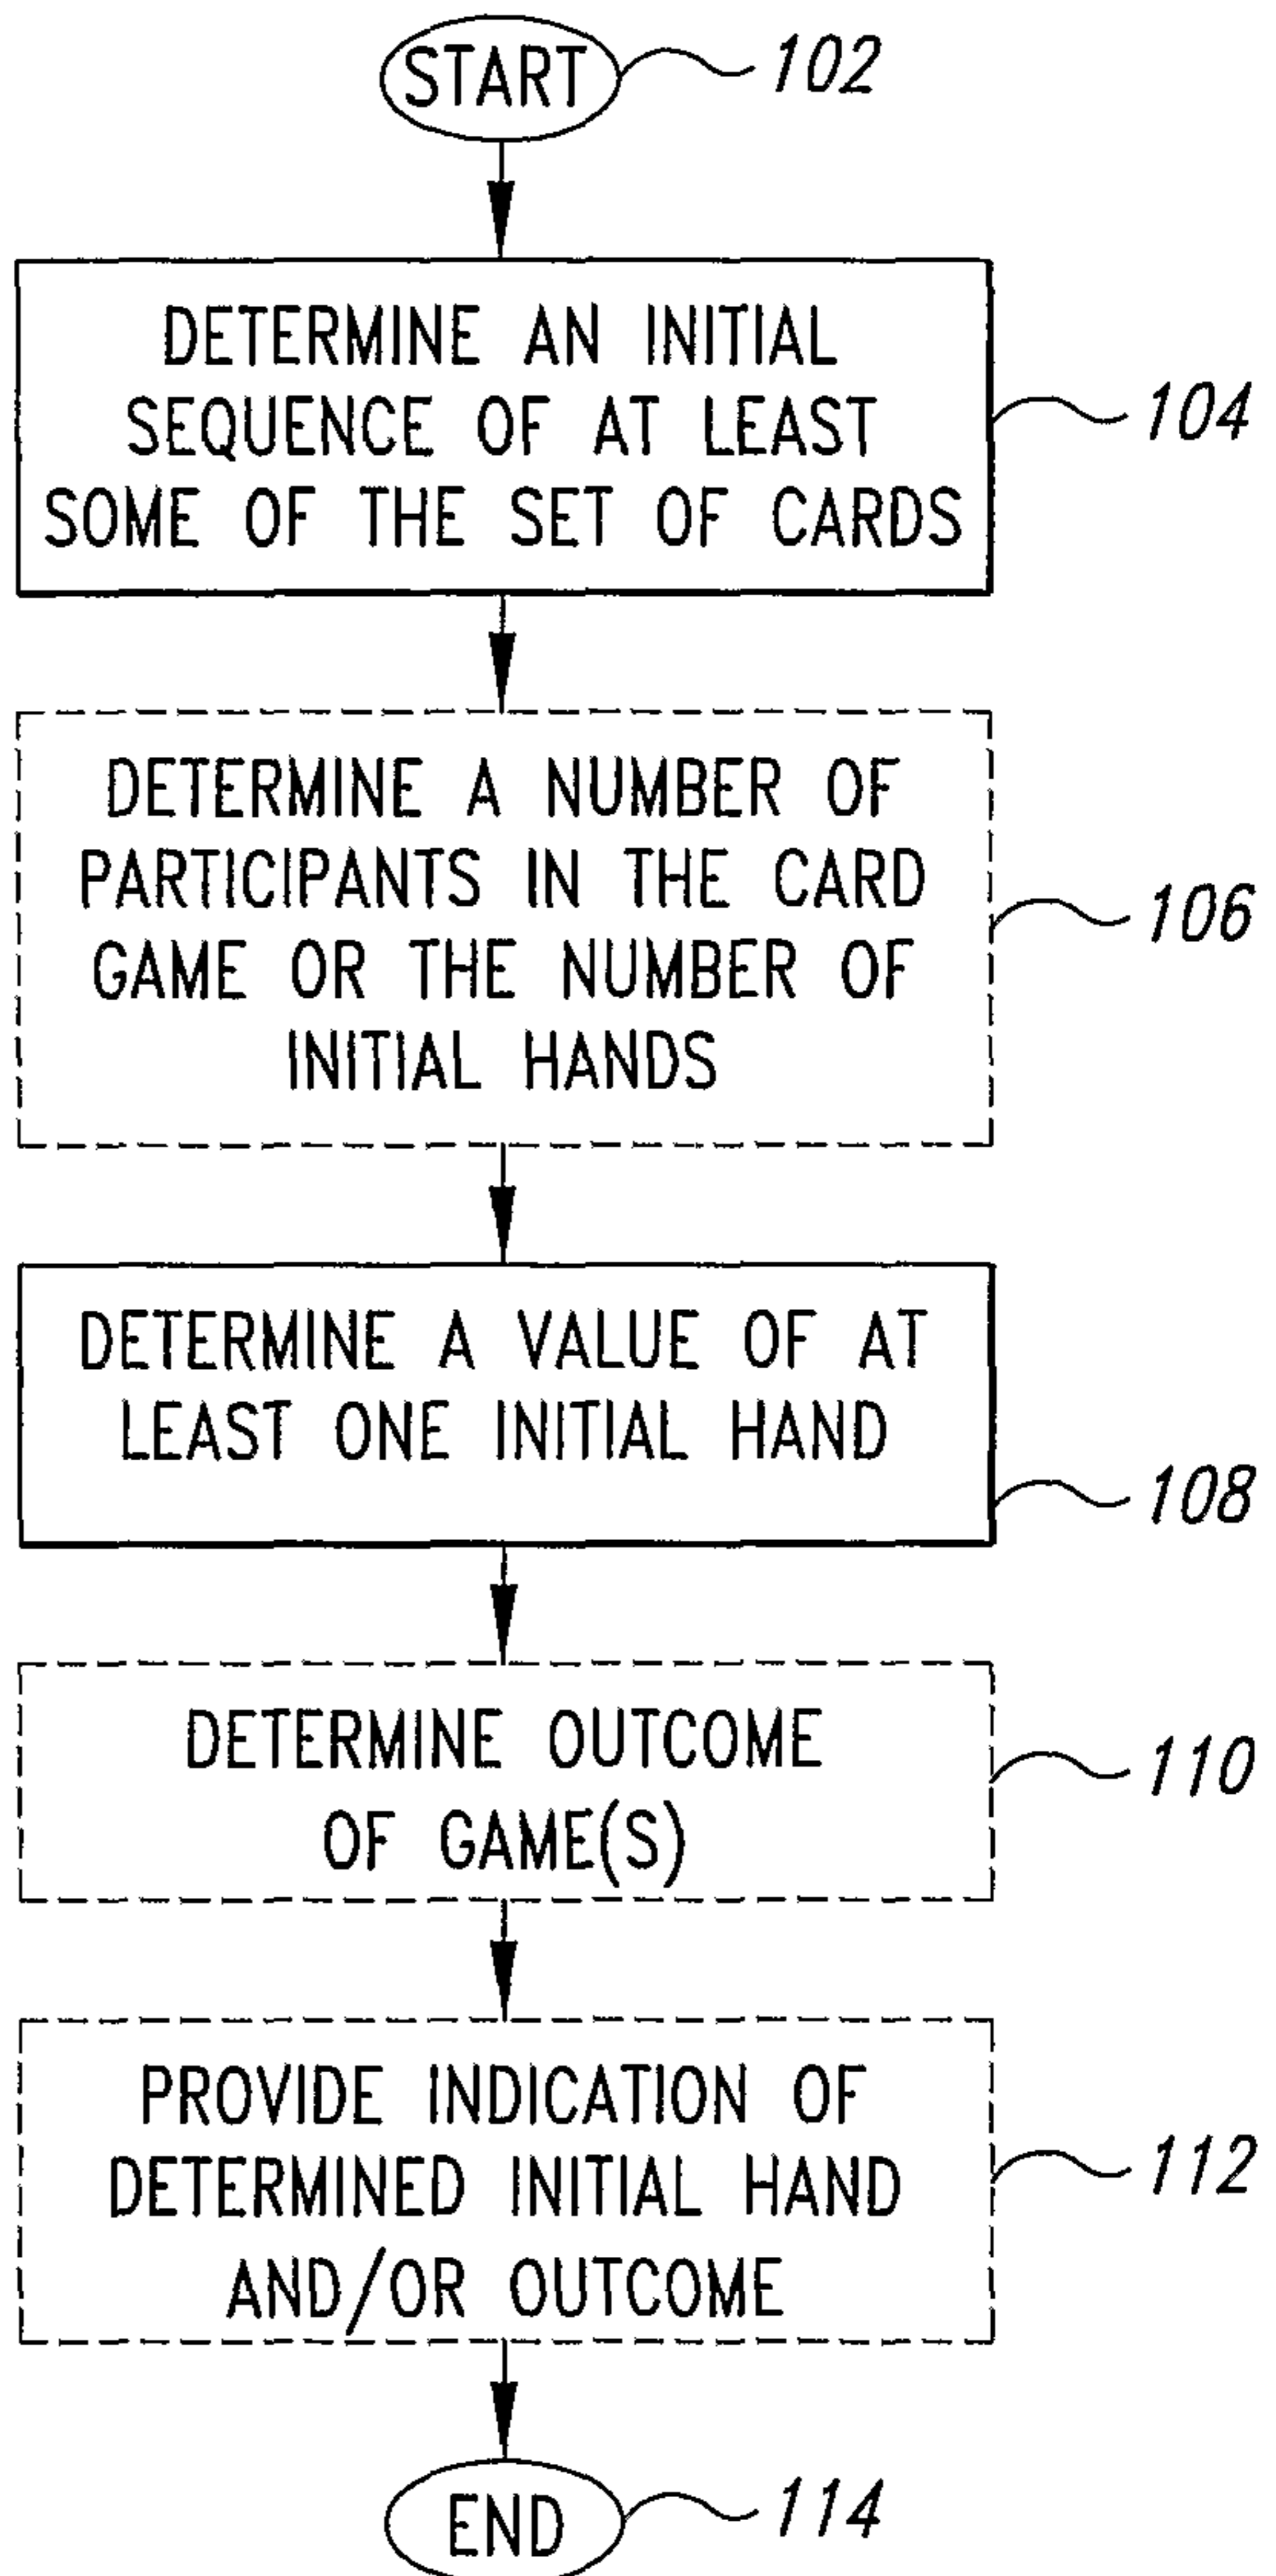 START
102
DETERMINE AN INITIAL
SEQUENCE OF AT LEAST
SOME OF THE SET OF CARDS
104
DETERMINE A NUMBER OF
PARTICIPANTS IN THE CARD
GAME OR THE NUMBER OF
INITIAL HANDS
106
DETERMINE A VALUE OF AT
LEAST ONE INITIAL HAND
108
DETERMINE OUTCOME
OF GAME(S)
110
PROVIDE INDICATION OF
DETERMINED INITIAL HAND
AND/OR OUTCOME
112
END
114